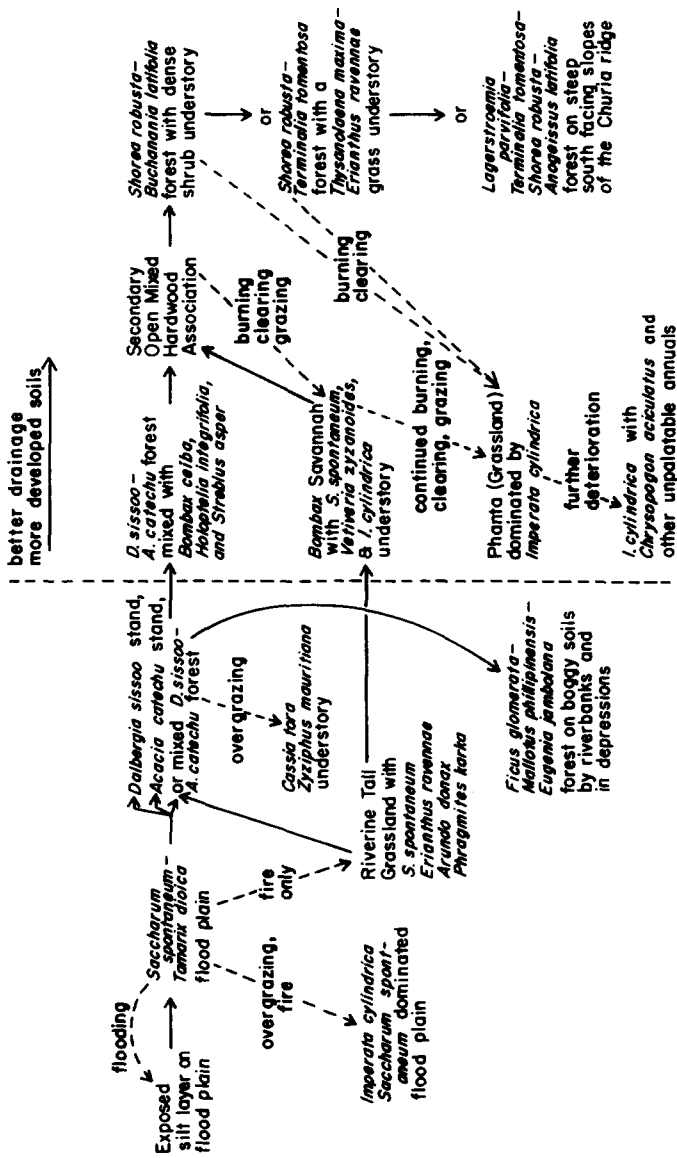 better drainage
more developed soils
flooding
Exposed
silt layer on
flood plain
Saccharum
spontaneum–
Tamarix dioica
flood plain
overgrazing,
fire
Imperata cylindrica
Saccharum spont-
aneum dominated
flood plain
fire
only
Riverine Tall
Grassland with
S. spontaneum
Erianthus ravennae
Arundo donax
Phragmites karka
Dalbergia sissoo stand,
Acacia catechu stand,
or mixed D. sissoo–
A. catechu forest
overgrazing
Cassia tora
Zyziphus mauritiana
understory
Ficus glomerata–
Mallotus phillipinensis–
Eugenia jambolana
forest on boggy soils
by riverbanks and
in depressions
D. sissoo–
A. catechu forest
mixed with
Bombax ceiba,
Holoptelia integrifolia,
and Streblus asper
Bombax Savannah
with S. spontaneum,
Vetiveria zyzanoides,
& I. cylindrica
understory
continued burning,
clearing, grazing
Phanta (Grassland)
dominated by
Imperata cylindrica
further
deterioration
I. cylindrica with
Chrysopogon aciculatus and
other unpalatable annuals
Secondary
Open Mixed
Hardwood
Association
burning
clearing
grazing
burning
clearing
Shorea robusta–
Buchanania latifolia
forest with dense
shrub understory
or
Shorea robusta–
Terminalia tomentosa
forest with a
Thysanolaena maxima–
Erianthus ravennae
grass understory
or
Lagerstroemia
parvifolia–
Terminalia tomentosa–
Shorea robusta–
Anogeissus latifolia
forest on steep
south facing slopes
of the Churia ridge